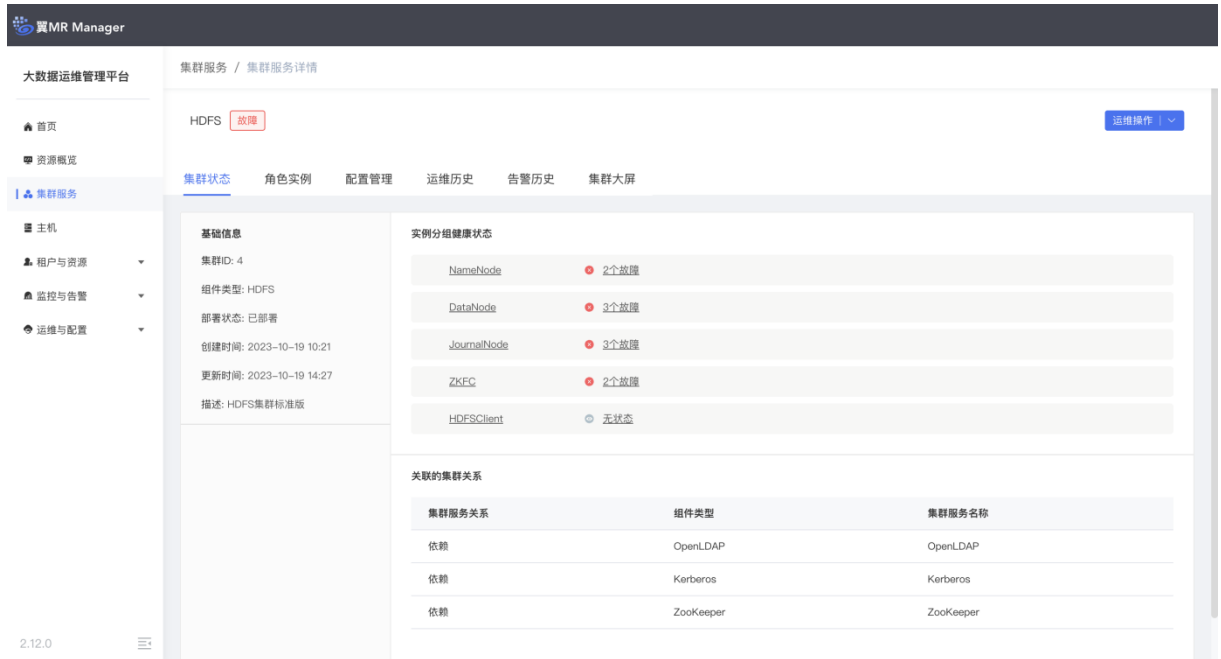 翼MR Manager
大数据运维管理平台
首页
资源概览
集群服务
主机
租户与资源
监控与告警
运维与配置
2.12.0
集群服务 / 集群服务详情
HDFS 故障
运维操作
集群状态 角色实例 配置管理 运维历史 告警历史 集群大屏
基础信息
集群ID: 4
组件类型: HDFS
部署状态: 已部署
创建时间: 2023-10-19 10:21
更新时间: 2023-10-19 14:27
描述: HDFS集群标准版
实例分组健康状态
NameNode 2个故障
DataNode 3个故障
JournalNode 3个故障
ZKFC 2个故障
HDFSClient 无状态
关联的集群关系
集群服务关系 组件类型 集群服务名称
依赖 OpenLDAP OpenLDAP
依赖 Kerberos Kerberos
依赖 ZooKeeper ZooKeeper